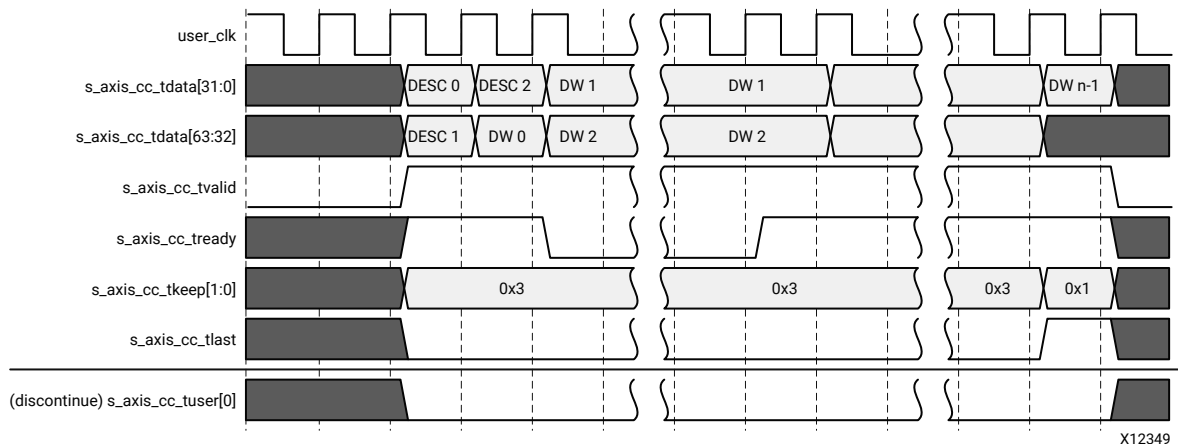 user_clk
s_axis_cc_tdata[31:0] DESC 0 DESC 2 DW 1 DW 1 DW n-1
s_axis_cc_tdata[63:32] DESC 1 DW 0 DW 2 DW 2
s_axis_cc_tvalid
s_axis_cc_tready
s_axis_cc_tkeep[1:0] 0x3 0x3 0x3 0x1
s_axis_cc_tlast
(discontinue) s_axis_cc_tuser[0]
X12349